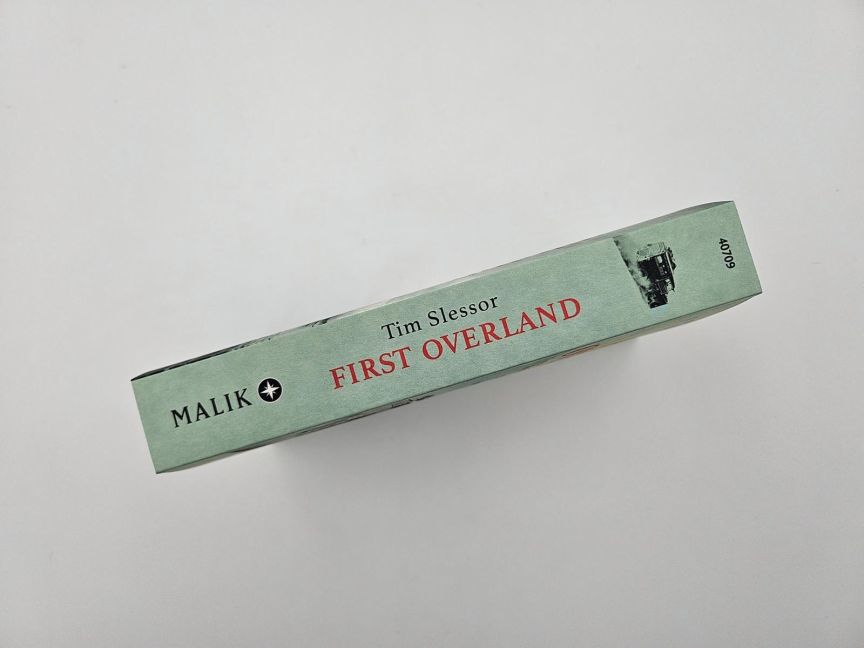 MALIK
Tim Slessor
FIRST OVERLAND
40709